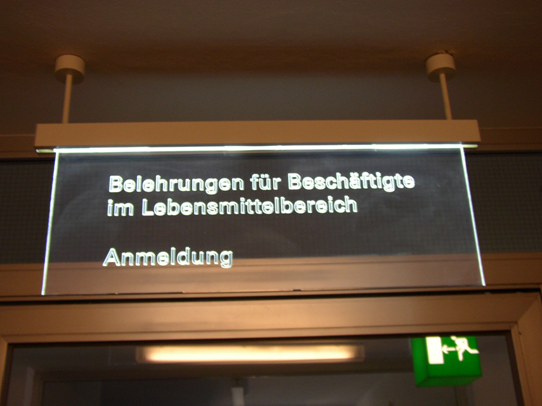 Belehrungen für Beschäftigte
im Lebensmittelbereich
Anmeldung